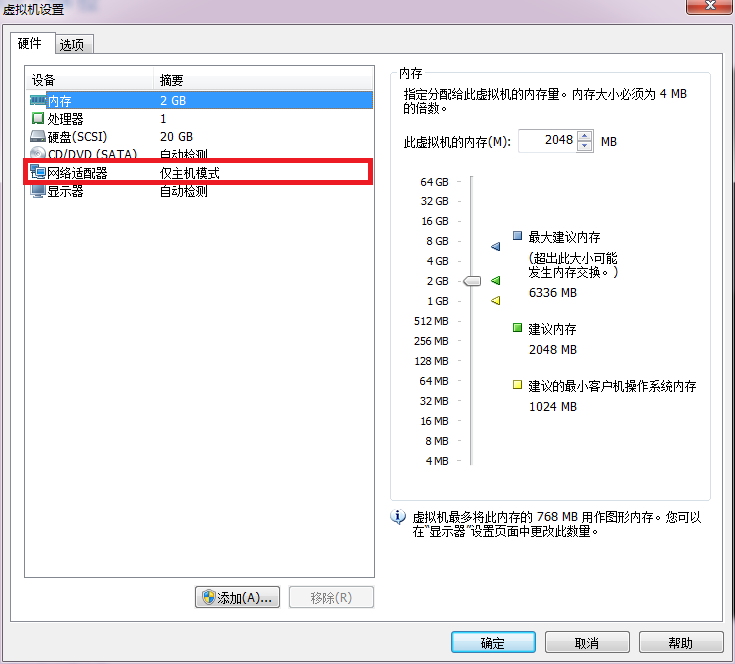 虚拟机设置
硬件 选项
设备 摘要
内存 2 GB
处理器 1
硬盘(SCSI) 20 GB
CD/DVD (SATA) 自动检测
网络适配器 仅主机模式
显示器 自动检测
添加(A)... 移除(R)
内存
指定分配给此虚拟机的内存量。内存大小必须为 4 MB
的倍数。
此虚拟机的内存(M): 2048 MB
64 GB
32 GB
16 GB
8 GB
4 GB
2 GB
1 GB
512 MB
256 MB
128 MB
64 MB
32 MB
16 MB
8 MB
4 MB
最大建议内存
(超出此大小可能
发生内存交换。)
6336 MB
建议内存
2048 MB
建议的最小客户机操作系统内存
1024 MB
虚拟机最多将此内存的 768 MB 用作图形内存。您可以
在“显示器”设置页面中更改此数量。
确定 取消 帮助